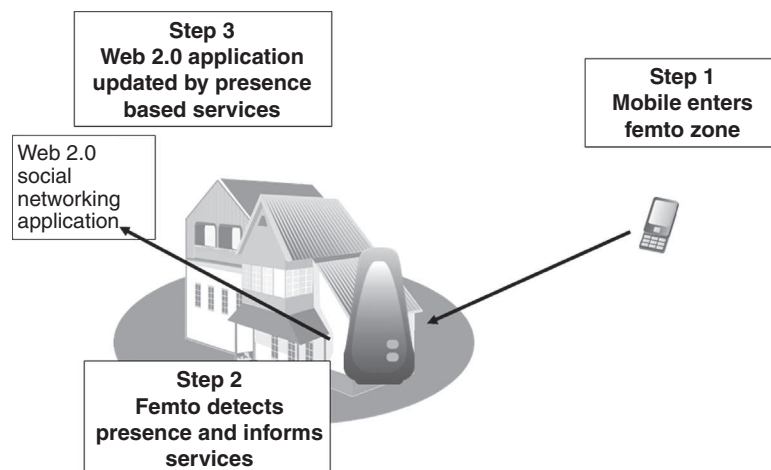 Step 3
Web 2.0 application
updated by presence
based services
Step 1
Mobile enters
femto zone
Web 2.0
social
networking
application
Step 2
Femto detects
presence and informs
services